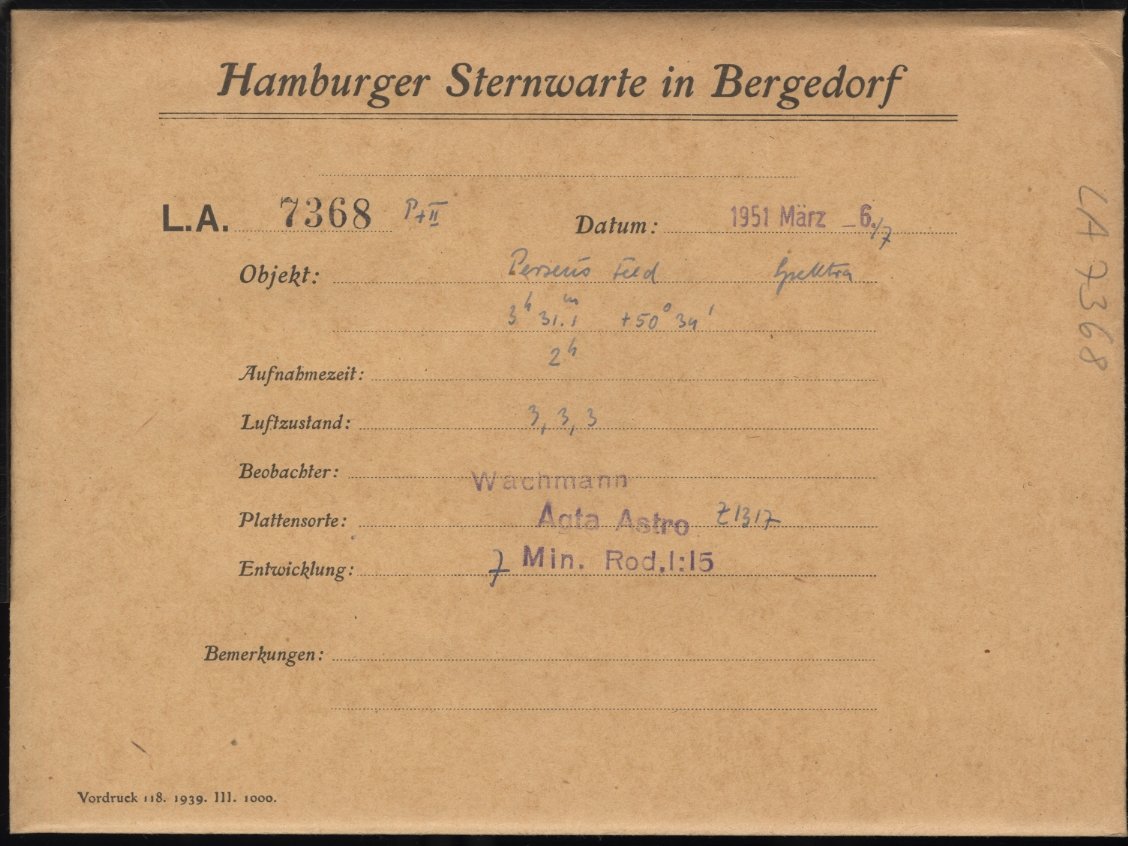 Hamburger Sternwarte in Bergedorf
L.A. 7368 P+II Datum: 1951 März _6./7
Objekt: Perseus Feld Spektra
3h 31.1m +50° 34'
Aufnahmezeit: 2h
Luftzustand: 3, 3, 3
Beobachter: Wachmann
Plattensorte: Agfa Astro Z1317
Entwicklung: 7 Min. Rod.1:15
Bemerkungen:
Vordruck 118. 1939. III. 1000.
LA 7368